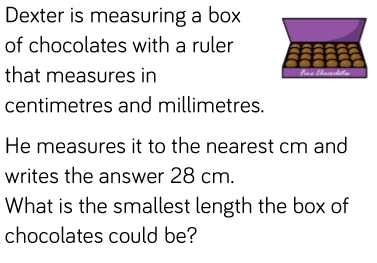 Dexter is measuring a box
of chocolates with a ruler
that measures in
centimetres and millimetres.
He measures it to the nearest cm and
writes the answer 28 cm.
What is the smallest length the box of
chocolates could be?